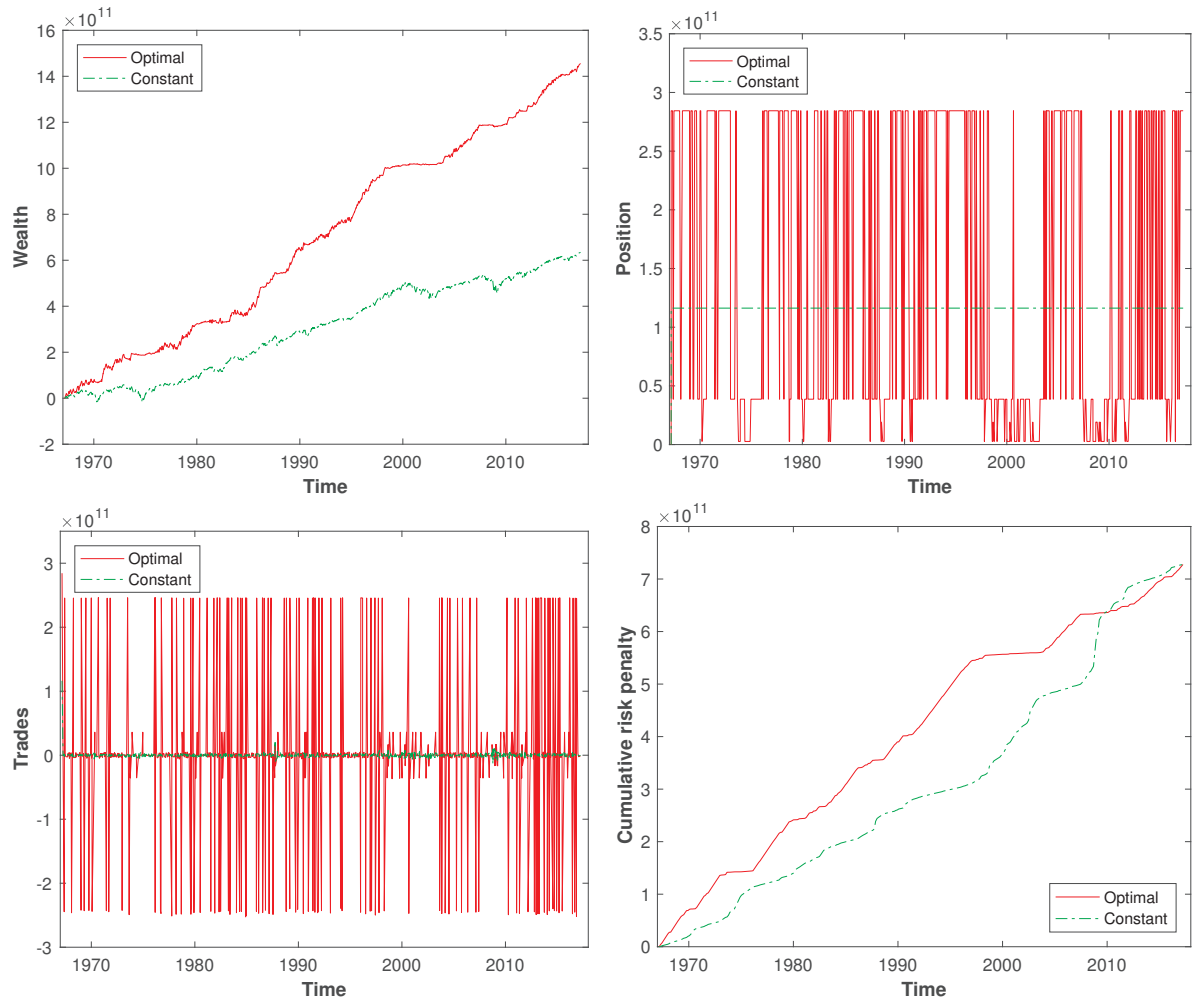 ×10^11
16
14
12
10
8
6
4
2
0
-2
Wealth
Optimal
Constant
1970 1980 1990 2000 2010
Time
×10^11
3.5
3
2.5
2
1.5
1
0.5
0
Position
Optimal
Constant
1970 1980 1990 2000 2010
Time
×10^11
3
2
1
0
-1
-2
-3
Trades
Optimal
Constant
1970 1980 1990 2000 2010
Time
×10^11
8
7
6
5
4
3
2
1
0
Cumulative risk penalty
Optimal
Constant
1970 1980 1990 2000 2010
Time